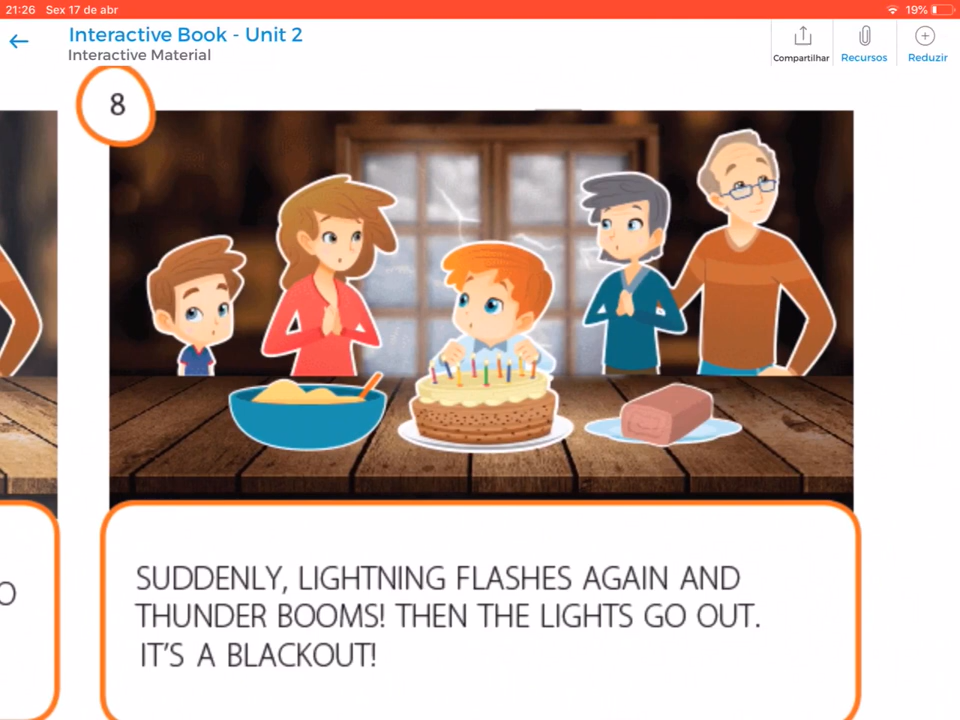 21:26 Sex 17 de abr 19%
Interactive Book - Unit 2
Interactive Material
Compartilhar Recursos Reduzir
8
O
SUDDENLY, LIGHTNING FLASHES AGAIN AND
THUNDER BOOMS! THEN THE LIGHTS GO OUT.
IT'S A BLACKOUT!